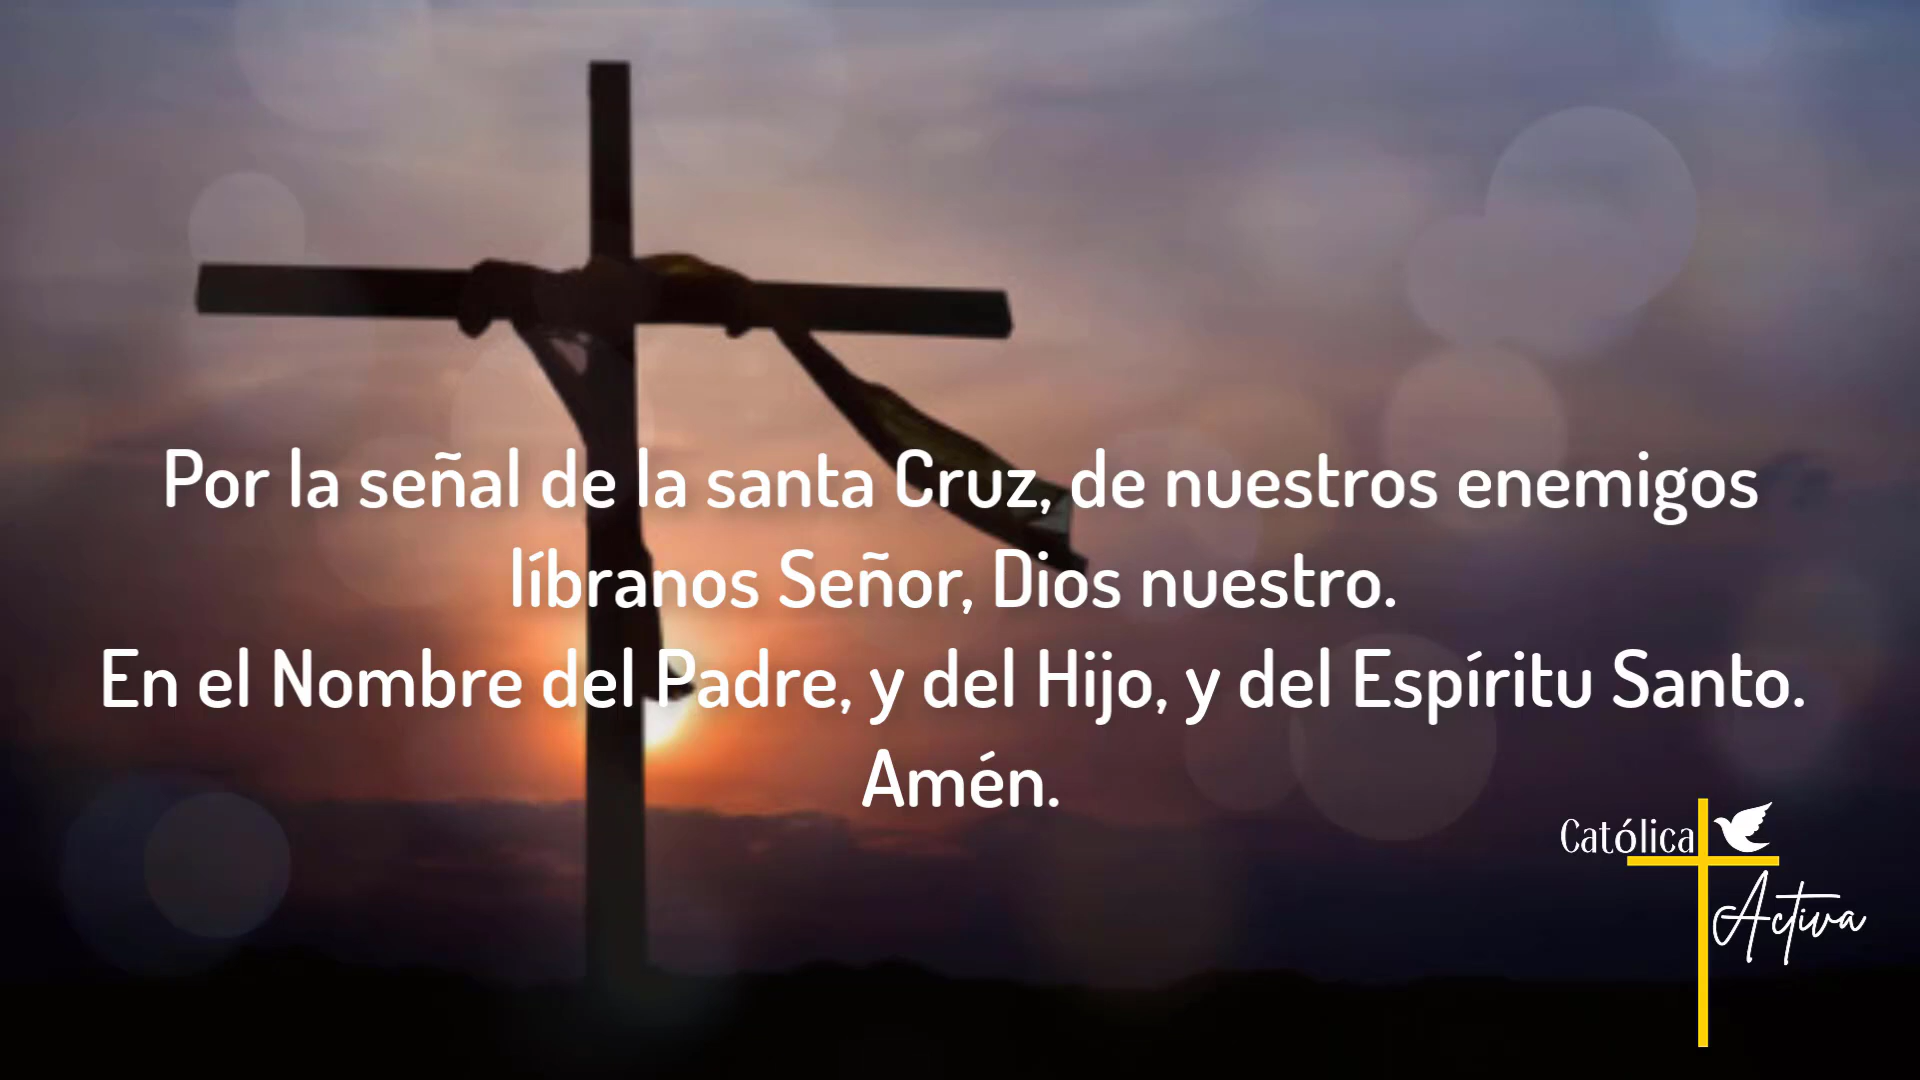 Por la señal de la santa Cruz, de nuestros enemigos
líbranos Señor, Dios nuestro.
En el Nombre del Padre, y del Hijo, y del Espíritu Santo.
Amén.
Católica
Activa